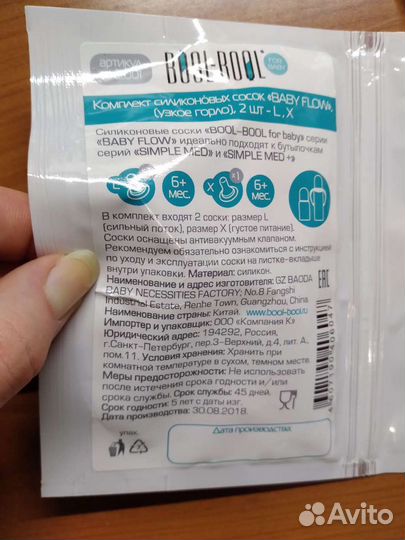 артикул
BOOL-BOOL®
FOR BABY
Комплект силиконовых сосок «BABY FLOW»,
(узкое горло), 2 шт - L, X
Силиконовые соски «BOOL-BOOL for baby» серии
«BABY FLOW» идеально подходят к бутылочкам
серий «SIMPLE MED» и «SIMPLE MED +»
L 6+ мес. X x1 6+ мес.
В комплект входят 2 соски: размер L
(сильный поток), размер X (густое питание).
Соски оснащены антивакуумным клапаном.
Рекомендуем обязательно ознакомиться с инструкцией
по уходу и эксплуатации соски на листке-вкладыше
внутри упаковки. Материал: силикон.
Наименование и адрес изготовителя: GZ BAODA
BABY NECESSITIES FACTORY; No.8 Fangshi
Industrial Estate, Renhe Town, Guangzhou, China
Наименование страны: Китай. www.bool-bool.ru
Импортер и упаковщик: ООО «Компания К»
Юридический адрес: 194292, Россия,
г.Санкт-Петербург, пер.3-Верхний, д.4, лит. А,
пом.11. Условия хранения: Хранить при
комнатной температуре в сухом, темном месте
Меры предосторожности: Не использовать
после истечения срока годности и/или
срока службы. Срок службы: 45 дней.
Срок годности: 5 лет с даты изг.
Дата производства: 30.08.2018.
EAC
упак.
Дата производства
Avito